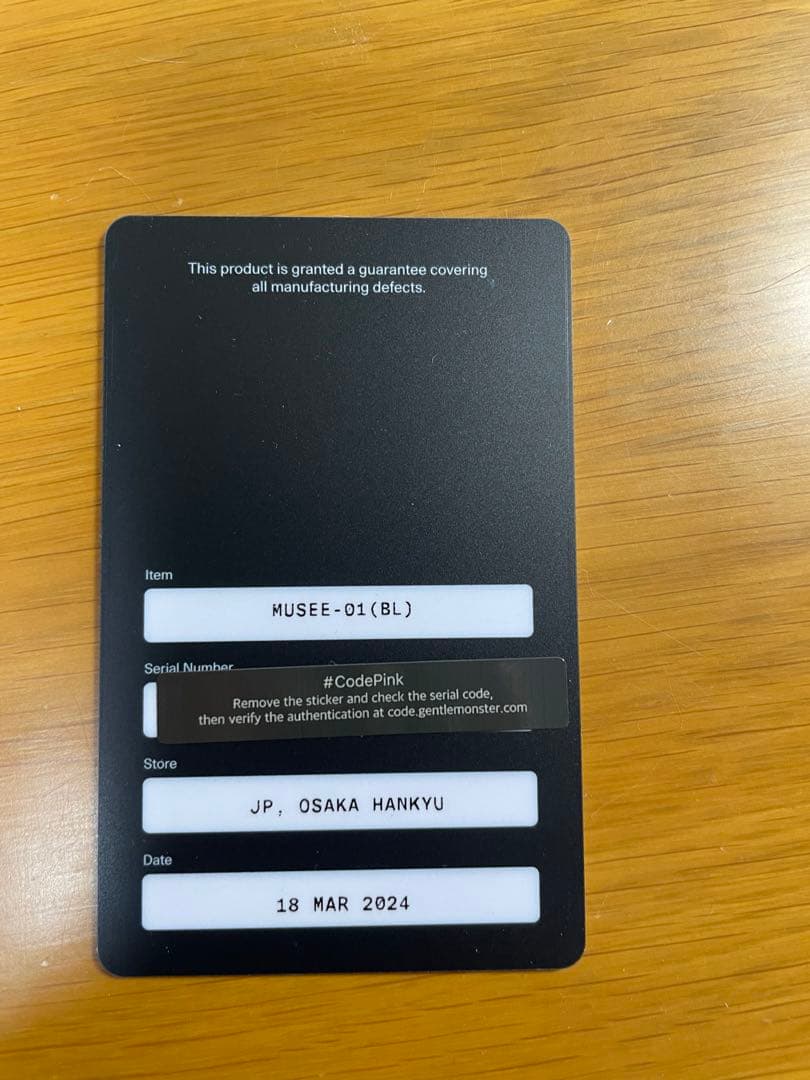 This product is granted a guarantee covering
all manufacturing defects.
Item
MUSEE-01(BL)
Serial Number
#CodePink
Remove the sticker and check the serial code,
then verify the authentication at code.gentlemonster.com
Store
JP, OSAKA HANKYU
Date
18 MAR 2024